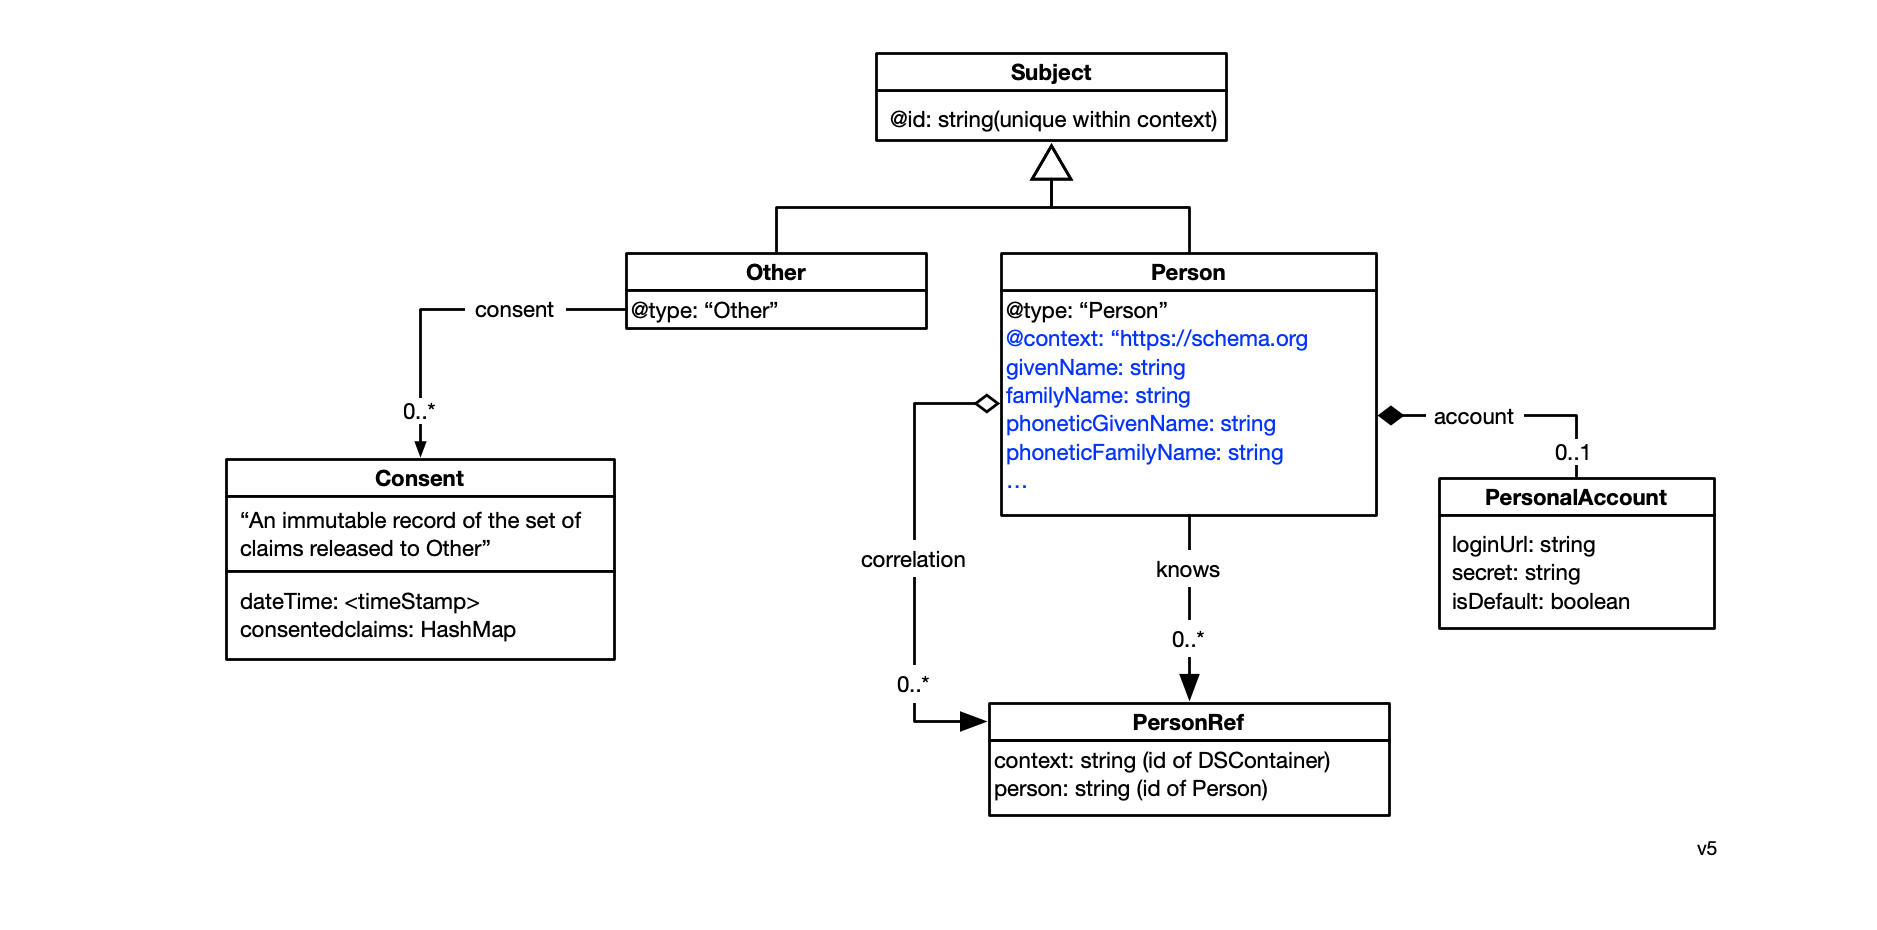 Subject
@id: string(unique within context)
Other
@type: “Other”
consent
0..*
Consent
“An immutable record of the set of
claims released to Other”
dateTime: <timeStamp>
consentedclaims: HashMap
Person
@type: “Person”
@context: “https://schema.org
givenName: string
familyName: string
phoneticGivenName: string
phoneticFamilyName: string
…
account
0..1
PersonalAccount
loginUrl: string
secret: string
isDefault: boolean
correlation
0..*
knows
0..*
PersonRef
context: string (id of DSContainer)
person: string (id of Person)
v5